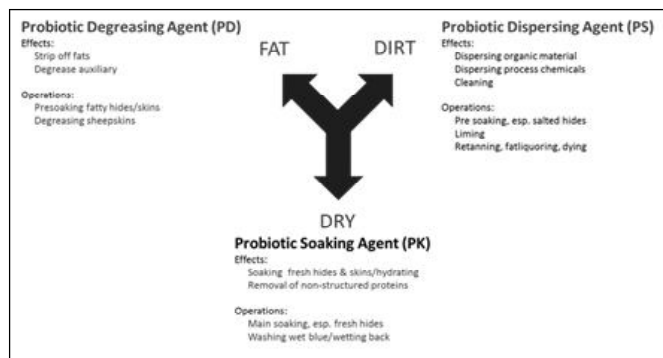 Probiotic Degreasing Agent (PD)
Effects:
Strip off fats
Degrease auxiliary
Operations:
Presoaking fatty hides/skins
Degreasing sheepskins
FAT
DIRT
Probiotic Dispersing Agent (PS)
Effects:
Dispersing organic material
Dispersing process chemicals
Cleaning
Operations:
Pre soaking, esp. salted hides
Liming
Retanning, fatliquoring, dying
DRY
Probiotic Soaking Agent (PK)
Effects:
Soaking fresh hides & skins/hydrating
Removal of non-structured proteins
Operations:
Main soaking, esp. fresh hides
Washing wet blue/wetting back